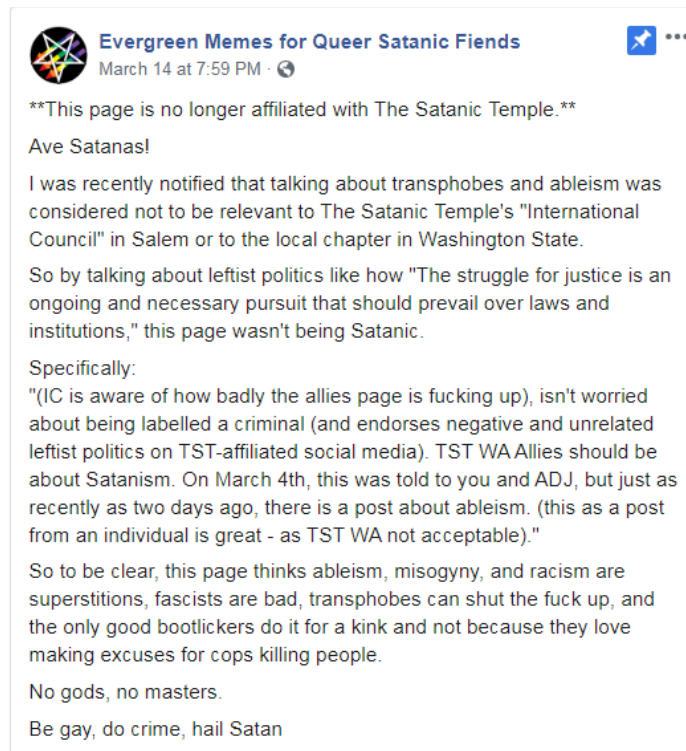 Evergreen Memes for Queer Satanic Fiends
March 14 at 7:59 PM ·
**This page is no longer affiliated with The Satanic Temple.**
Ave Satanas!
I was recently notified that talking about transphobes and ableism was
considered not to be relevant to The Satanic Temple's "International
Council" in Salem or to the local chapter in Washington State.
So by talking about leftist politics like how "The struggle for justice is an
ongoing and necessary pursuit that should prevail over laws and
institutions," this page wasn't being Satanic.
Specifically:
"(IC is aware of how badly the allies page is fucking up), isn't worried
about being labelled a criminal (and endorses negative and unrelated
leftist politics on TST-affiliated social media). TST WA Allies should be
about Satanism. On March 4th, this was told to you and ADJ, but just as
recently as two days ago, there is a post about ableism. (this as a post
from an individual is great - as TST WA not acceptable)."
So to be clear, this page thinks ableism, misogyny, and racism are
superstitions, fascists are bad, transphobes can shut the fuck up, and
the only good bootlickers do it for a kink and not because they love
making excuses for cops killing people.
No gods, no masters.
Be gay, do crime, hail Satan